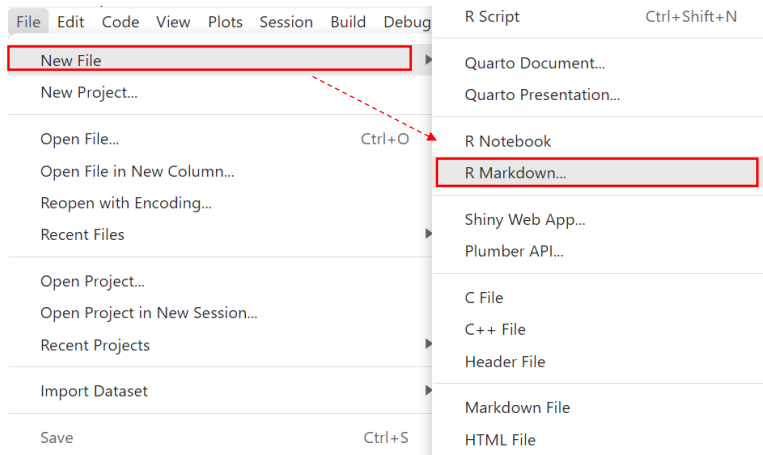 File Edit Code View Plots Session Build Debug
New File
New Project...
Open File... Ctrl+O
Open File in New Column...
Reopen with Encoding...
Recent Files
Open Project...
Open Project in New Session...
Recent Projects
Import Dataset
Save Ctrl+S
R Script Ctrl+Shift+N
Quarto Document...
Quarto Presentation...
R Notebook
R Markdown...
Shiny Web App...
Plumber API...
C File
C++ File
Header File
Markdown File
HTML File